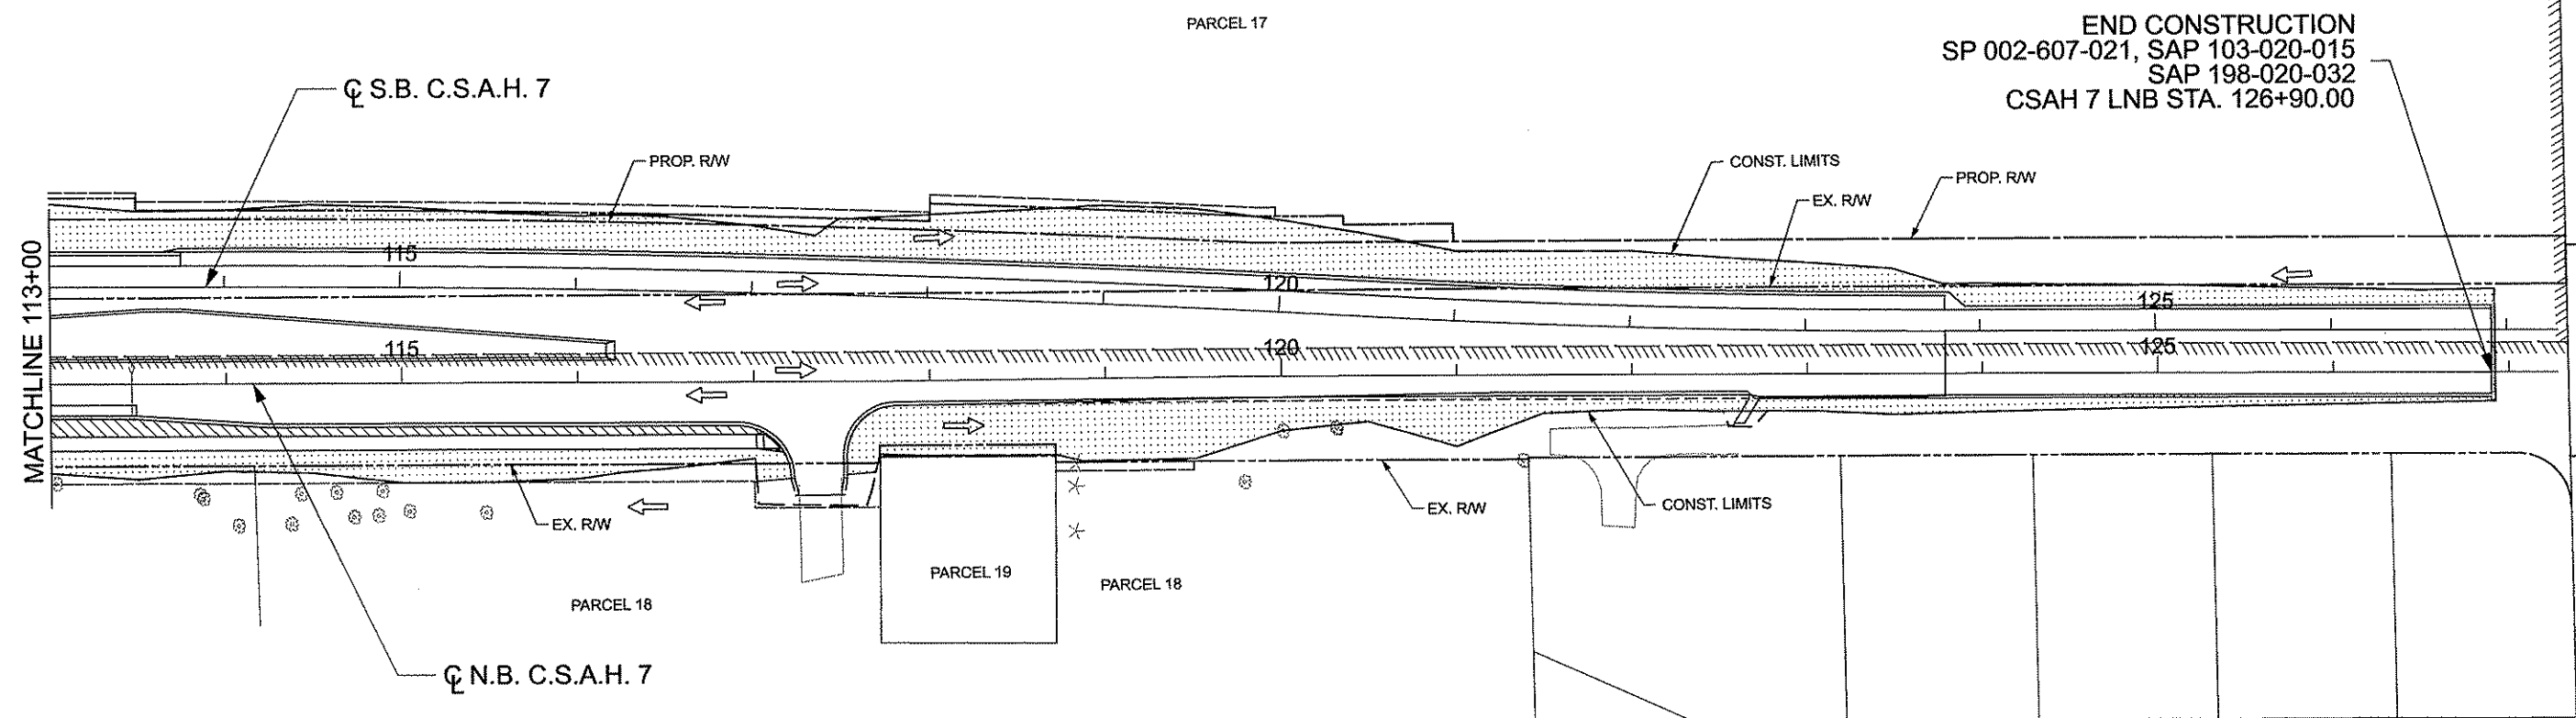 PARCEL 17
END CONSTRUCTION
SP 002-607-021, SAP 103-020-015
SAP 198-020-032
CSAH 7 LNB STA. 126+90.00
℄ S.B. C.S.A.H. 7
PROP. R/W
CONST. LIMITS
PROP. R/W
EX. R/W
MATCHLINE 113+00
115
120
125
115
120
125
EX. R/W
EX. R/W
CONST. LIMITS
PARCEL 19
PARCEL 18
PARCEL 18
℄ N.B. C.S.A.H. 7